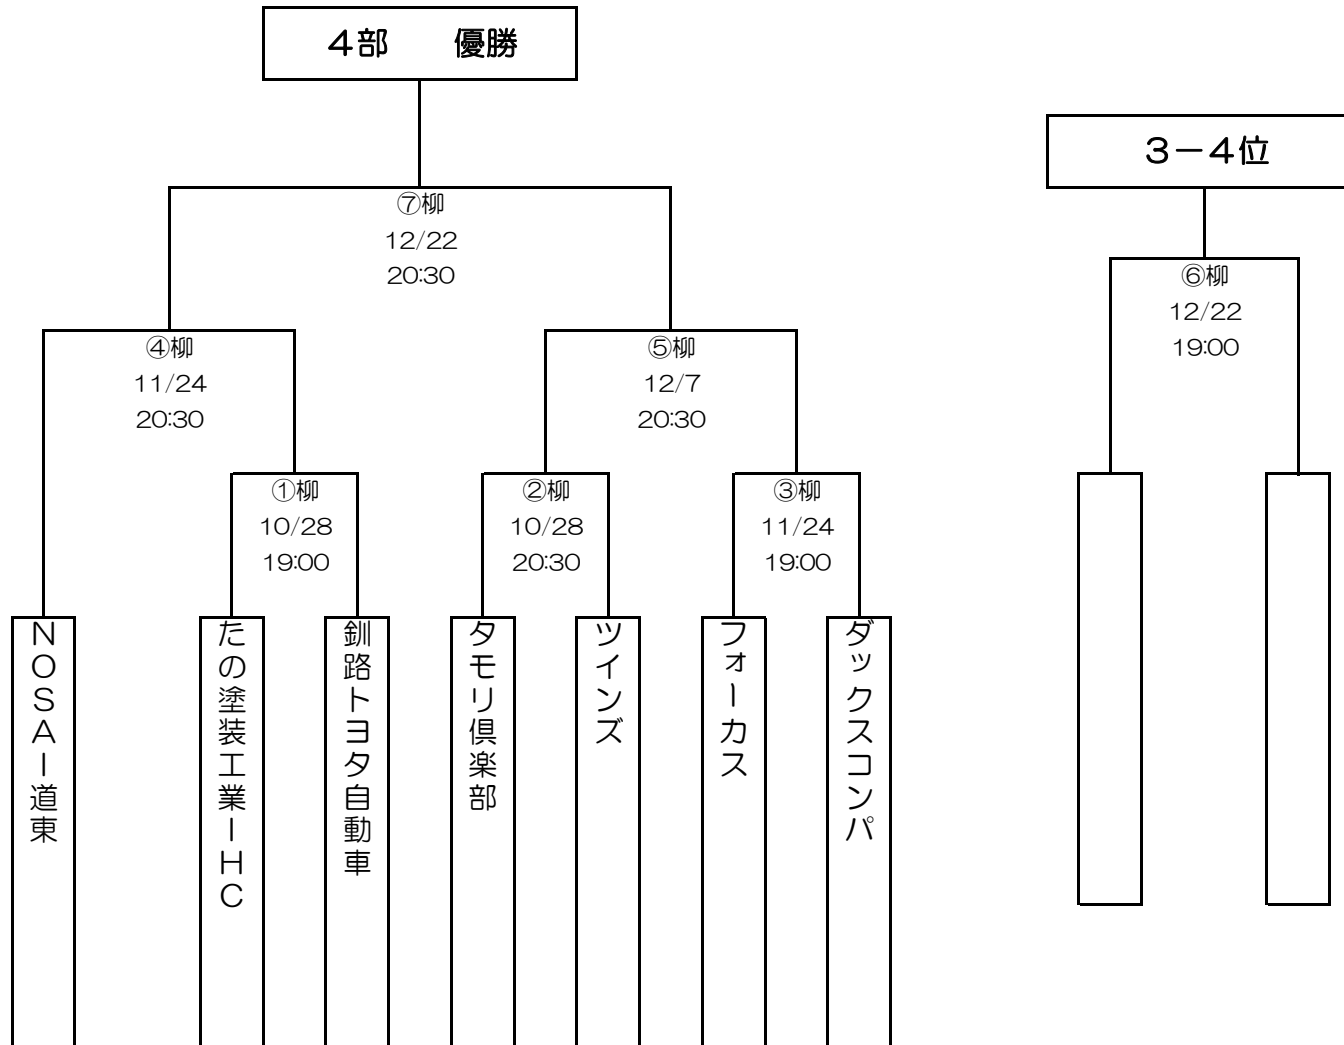 ４部　　優勝
３－４位
⑦柳
12/22
20:30
⑥柳
12/22
19:00
④柳
11/24
20:30
⑤柳
12/7
20:30
①柳
10/28
19:00
②柳
10/28
20:30
③柳
11/24
19:00
ＮＯＳＡＩ道東
たの塗装工業ＩＨＣ
釧路トヨタ自動車
タモリ倶楽部
ツインズ
フォーカス
ダックスコンパ